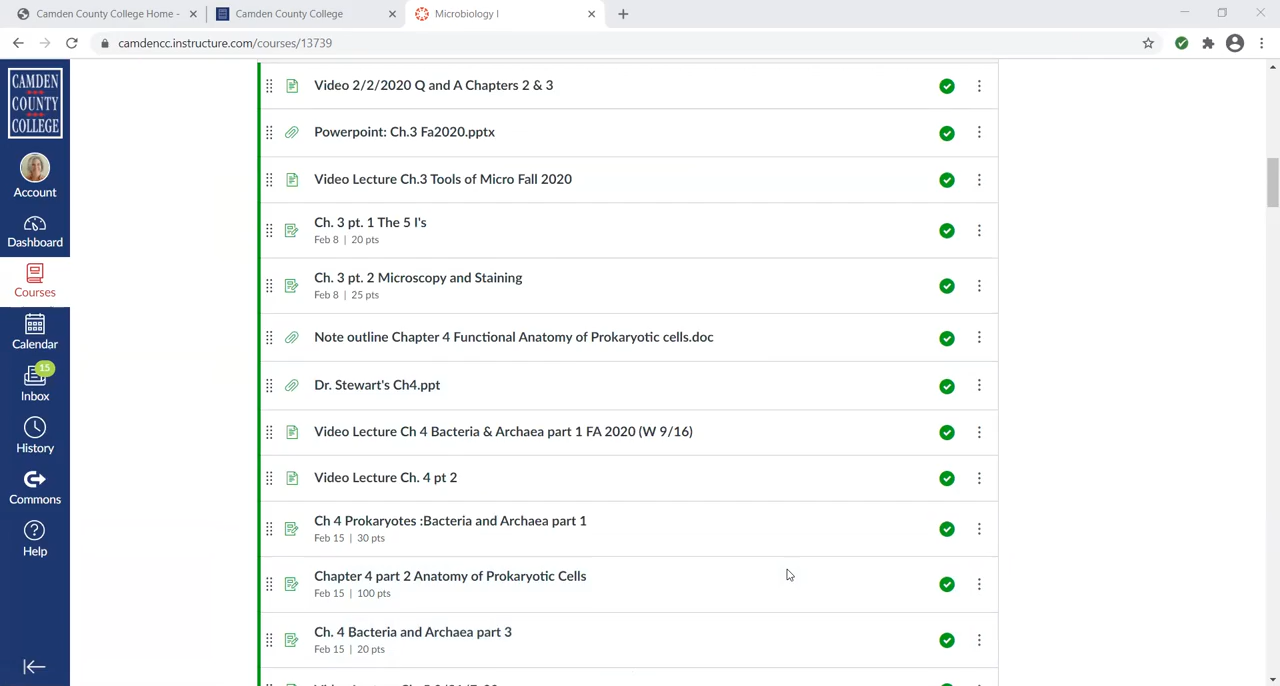 Camden County College Home -
Camden County College
Microbiology I
camdencc.instructure.com/courses/13739
CAMDEN
COUNTY
COLLEGE
Account
Dashboard
Courses
Calendar
15
Inbox
History
Commons
Help
Video 2/2/2020 Q and A Chapters 2 & 3
Powerpoint: Ch.3 Fa2020.pptx
Video Lecture Ch.3 Tools of Micro Fall 2020
Ch. 3 pt. 1 The 5 I's
Feb 8 | 20 pts
Ch. 3 pt. 2 Microscopy and Staining
Feb 8 | 25 pts
Note outline Chapter 4 Functional Anatomy of Prokaryotic cells.doc
Dr. Stewart's Ch4.ppt
Video Lecture Ch 4 Bacteria & Archaea part 1 FA 2020 (W 9/16)
Video Lecture Ch. 4 pt 2
Ch 4 Prokaryotes :Bacteria and Archaea part 1
Feb 15 | 30 pts
Chapter 4 part 2 Anatomy of Prokaryotic Cells
Feb 15 | 100 pts
Ch. 4 Bacteria and Archaea part 3
Feb 15 | 20 pts